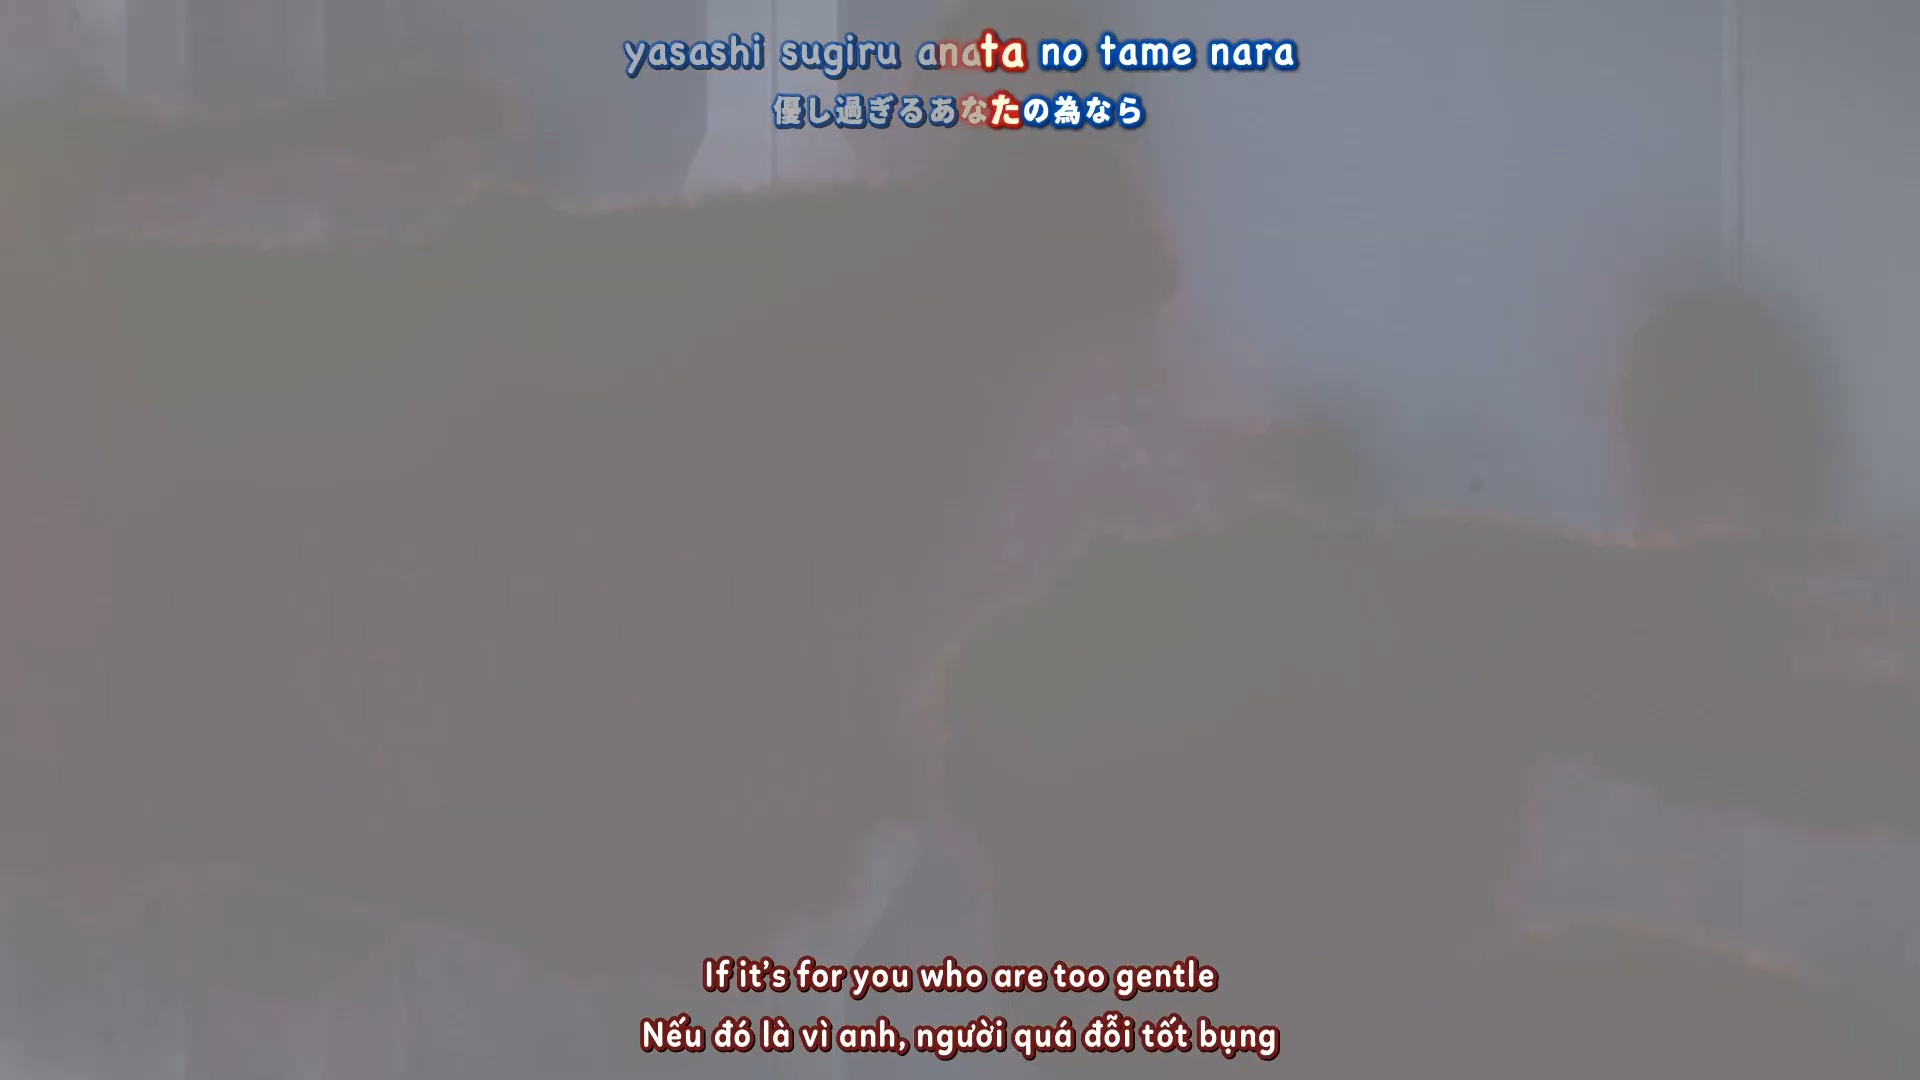 yasashi sugiru anata no tame nara
優し過ぎるあなたの為なら
If it’s for you who are too gentle
Nếu đó là vì anh, người quá đỗi tốt bụng